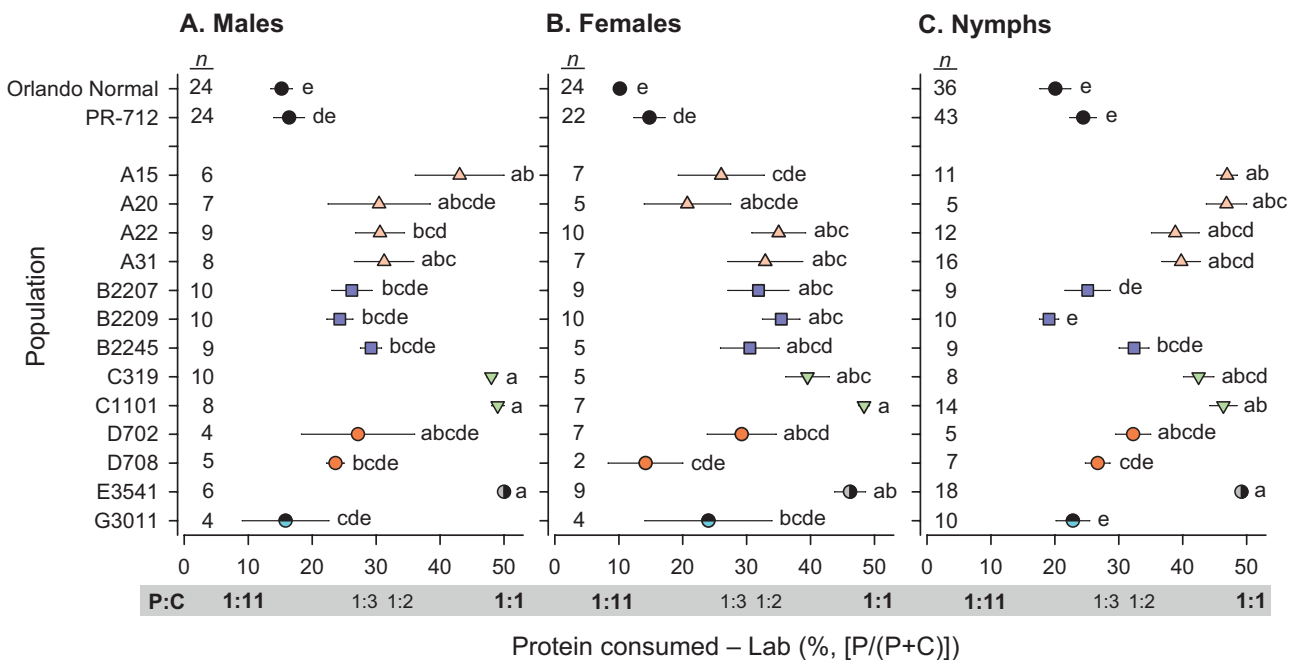 A. Males B. Females C. Nymphs
n n n
Orlando Normal 24 e 24 e 36 e
PR-712 24 de 22 de 43 e
A15 6 ab 7 cde 11 ab
A20 7 abcde 5 abcde 5 abc
A22 9 bcd 10 abc 12 abcd
A31 8 abc 7 abc 16 abcd
B2207 10 bcde 9 abc 9 de
B2209 10 bcde 10 abc 10 e
B2245 9 bcde 5 abcd 9 bcde
C319 10 a 5 abc 8 abcd
C1101 8 a 7 a 14 ab
D702 4 abcde 7 abcd 5 abcde
D708 5 bcde 2 cde 7 cde
E3541 6 a 9 ab 18 a
G3011 4 cde 4 bcde 10 e
Population
0 10 20 30 40 50 0 10 20 30 40 50 0 10 20 30 40 50
P:C 1:11 1:3 1:2 1:1 1:11 1:3 1:2 1:1 1:11 1:3 1:2 1:1
Protein consumed – Lab (%, [P/(P+C)])